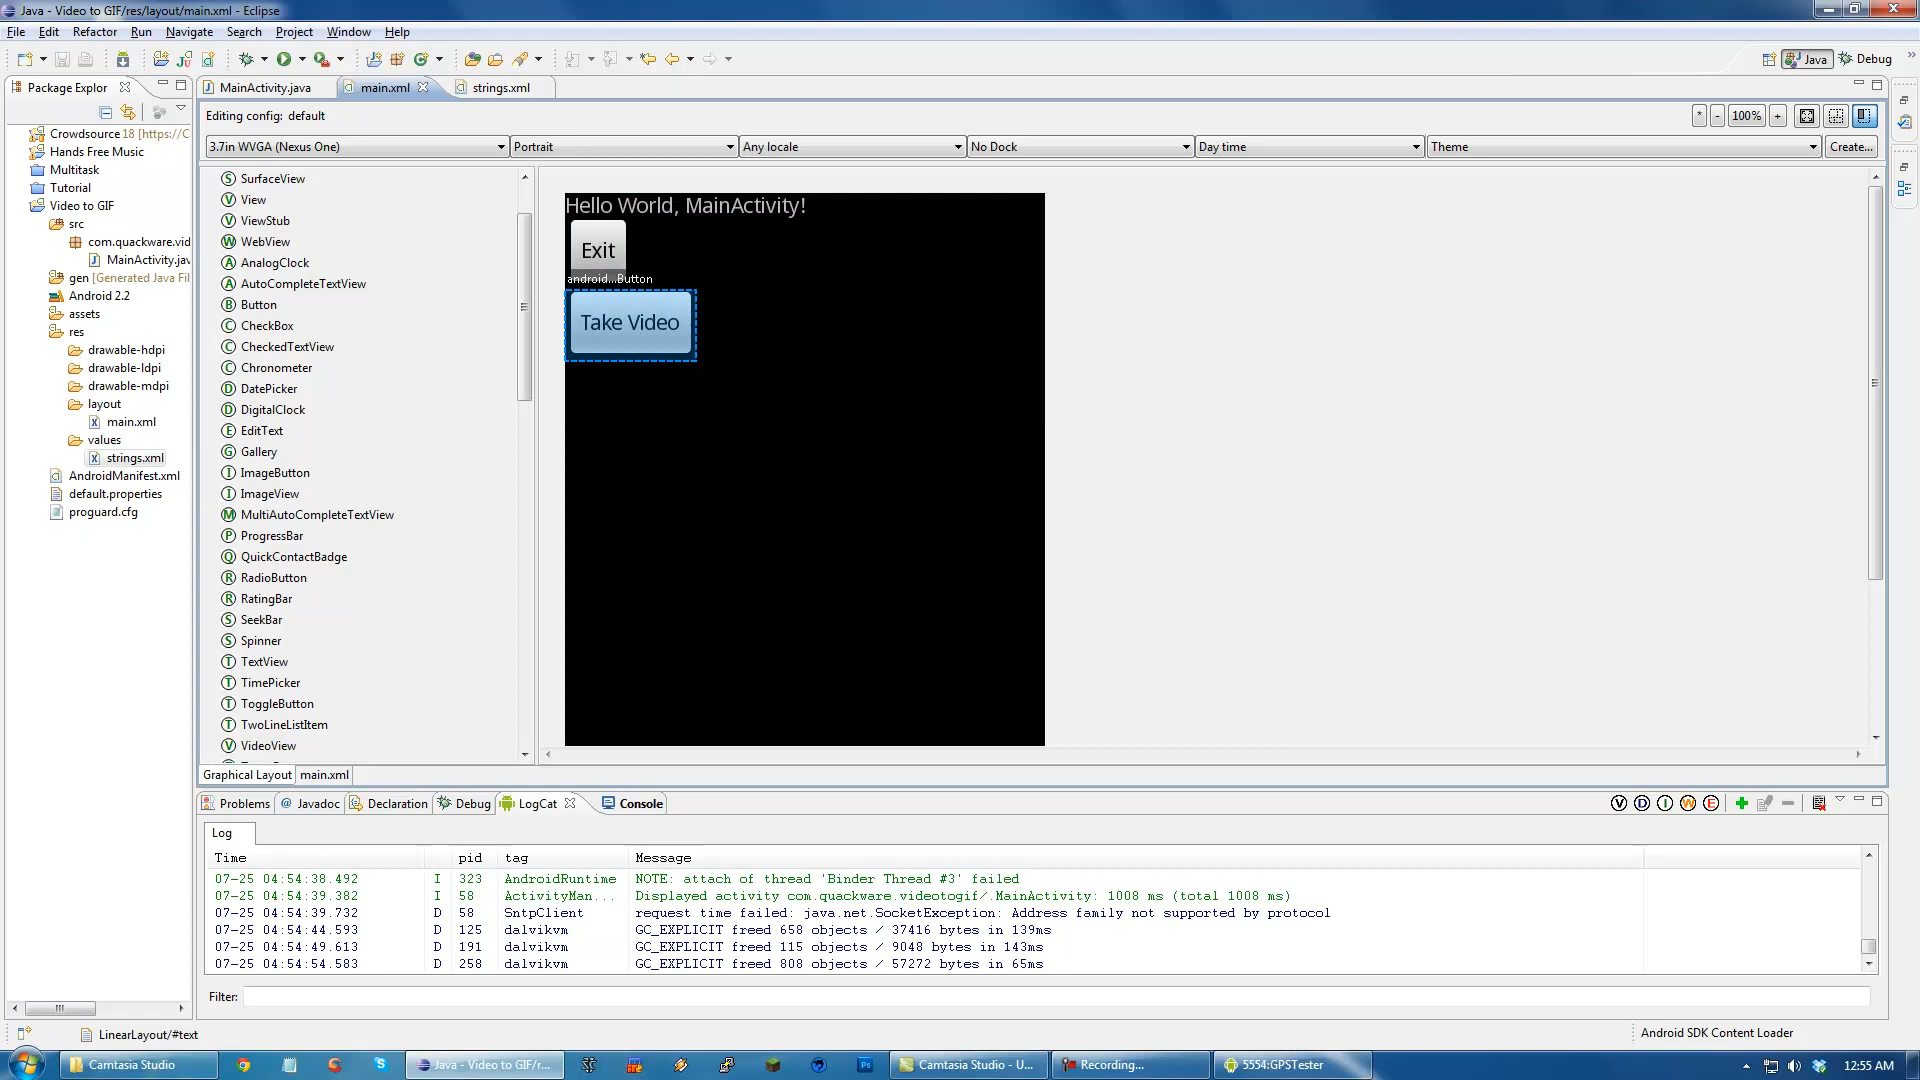 Java - Video to GIF/res/layout/main.xml - Eclipse
File Edit Refactor Run Navigate Search Project Window Help
Java Debug
Package Explor
MainActivity.java main.xml strings.xml
Editing config: default
100%
3.7in WVGA (Nexus One) Portrait Any locale No Dock Day time Theme Create...
Crowdsource 18 [https://C
Hands Free Music
Multitask
Tutorial
Video to GIF
src
com.quackware.vid
MainActivity.jav
gen [Generated Java Fil
Android 2.2
assets
res
drawable-hdpi
drawable-ldpi
drawable-mdpi
layout
main.xml
values
strings.xml
AndroidManifest.xml
default.properties
proguard.cfg
S SurfaceView
V View
V ViewStub
W WebView
A AnalogClock
A AutoCompleteTextView
B Button
C CheckBox
C CheckedTextView
C Chronometer
D DatePicker
D DigitalClock
E EditText
G Gallery
I ImageButton
I ImageView
M MultiAutoCompleteTextView
P ProgressBar
Q QuickContactBadge
R RadioButton
R RatingBar
S SeekBar
S Spinner
T TextView
T TimePicker
T ToggleButton
T TwoLineListItem
V VideoView
Hello World, MainActivity!
Exit
android...Button
Take Video
Graphical Layout main.xml
Problems @ Javadoc Declaration Debug LogCat Console
V D I W E
Log
Time pid tag Message
07-25 04:54:38.492 I 323 AndroidRuntime NOTE: attach of thread 'Binder Thread #3' failed
07-25 04:54:39.382 I 58 ActivityMan... Displayed activity com.quackware.videotogif/.MainActivity: 1008 ms (total 1008 ms)
07-25 04:54:39.732 D 58 SntpClient request time failed: java.net.SocketException: Address family not supported by protocol
07-25 04:54:44.593 D 125 dalvikvm GC_EXPLICIT freed 658 objects / 37416 bytes in 139ms
07-25 04:54:49.613 D 191 dalvikvm GC_EXPLICIT freed 115 objects / 9048 bytes in 143ms
07-25 04:54:54.583 D 258 dalvikvm GC_EXPLICIT freed 808 objects / 57272 bytes in 65ms
Filter:
LinearLayout/#text
Android SDK Content Loader
Camtasia Studio
Java - Video to GIF/r...
Camtasia Studio - U...
Recording...
5554:GPSTester
12:55 AM